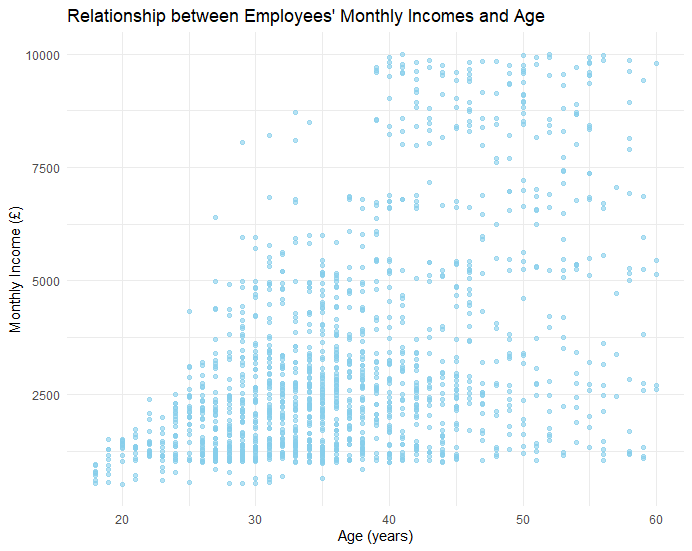 Relationship between Employees' Monthly Incomes and Age
10000
7500
5000
2500
Monthly Income (£)
20 30 40 50 60
Age (years)